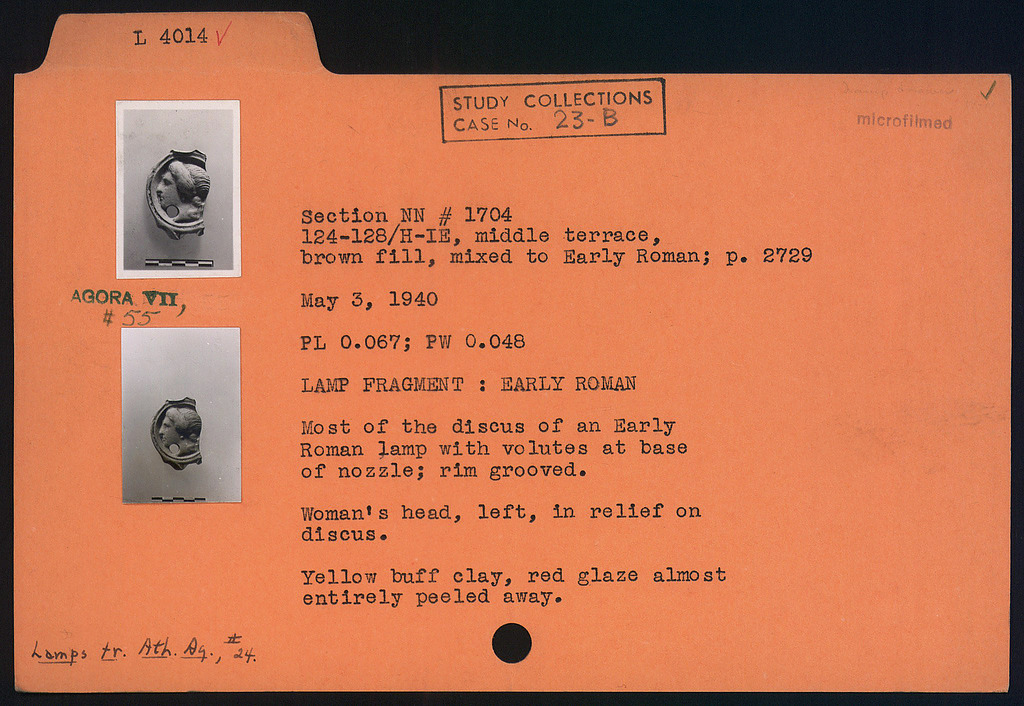 L 4014 ✓
STUDY COLLECTIONS
CASE No. 23-B
microfilmed
Section NN # 1704
124-128/H-IE, middle terrace,
brown fill, mixed to Early Roman; p. 2729
AGORA VII,
# 55
May 3, 1940
PL 0.067; PW 0.048
LAMP FRAGMENT : EARLY ROMAN
Most of the discus of an Early
Roman lamp with volutes at base
of nozzle; rim grooved.
Woman's head, left, in relief on
discus.
Yellow buff clay, red glaze almost
entirely peeled away.
Lamps fr. Ath. Ag., # 24.